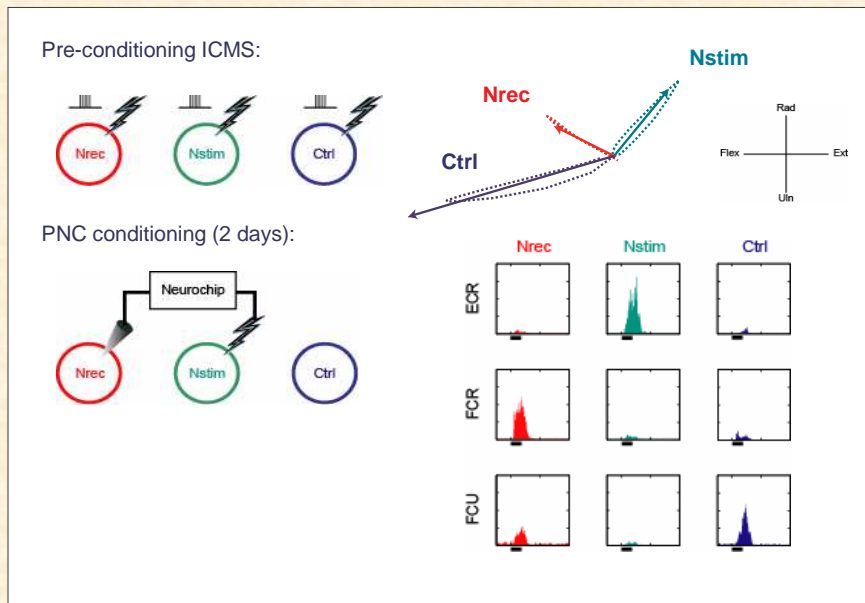 Pre-conditioning ICMS:
Nrec
Nstim
Ctrl
PNC conditioning (2 days):
Neurochip
Nrec
Nstim
Ctrl
Nstim
Nrec
Ctrl
Rad
Flex
Ext
Uln
Nrec
Nstim
Ctrl
ECR
FCR
FCU